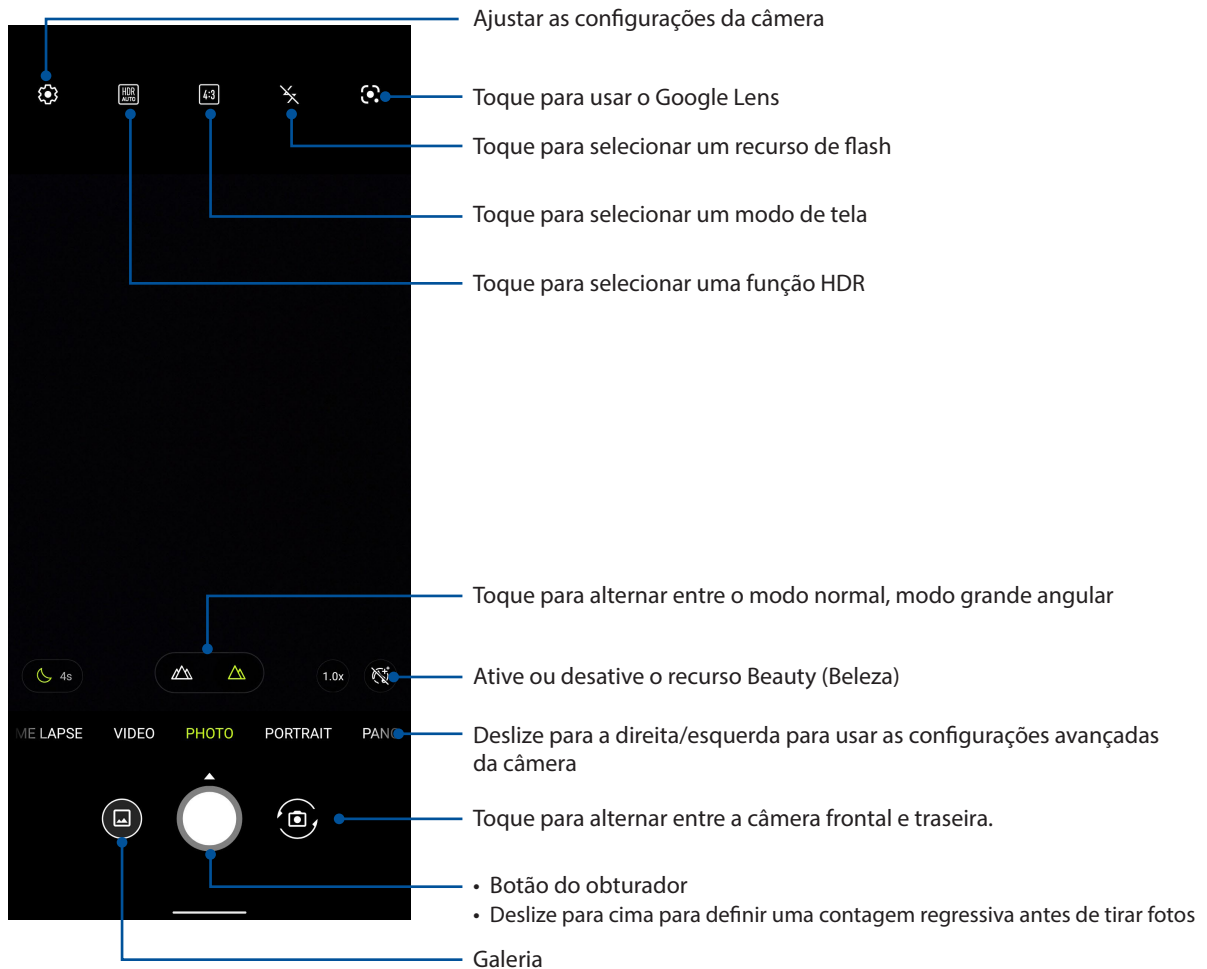 Ajustar as configurações da câmera
HDR
AUTO
4:3
Toque para usar o Google Lens
Toque para selecionar um recurso de flash
Toque para selecionar um modo de tela
Toque para selecionar uma função HDR
Toque para alternar entre o modo normal, modo grande angular
4s
1.0x
Ative ou desative o recurso Beauty (Beleza)
ME LAPSE VIDEO PHOTO PORTRAIT PANO
Deslize para a direita/esquerda para usar as configurações avançadas
da câmera
Toque para alternar entre a câmera frontal e traseira.
• Botão do obturador
• Deslize para cima para definir uma contagem regressiva antes de tirar fotos
Galeria